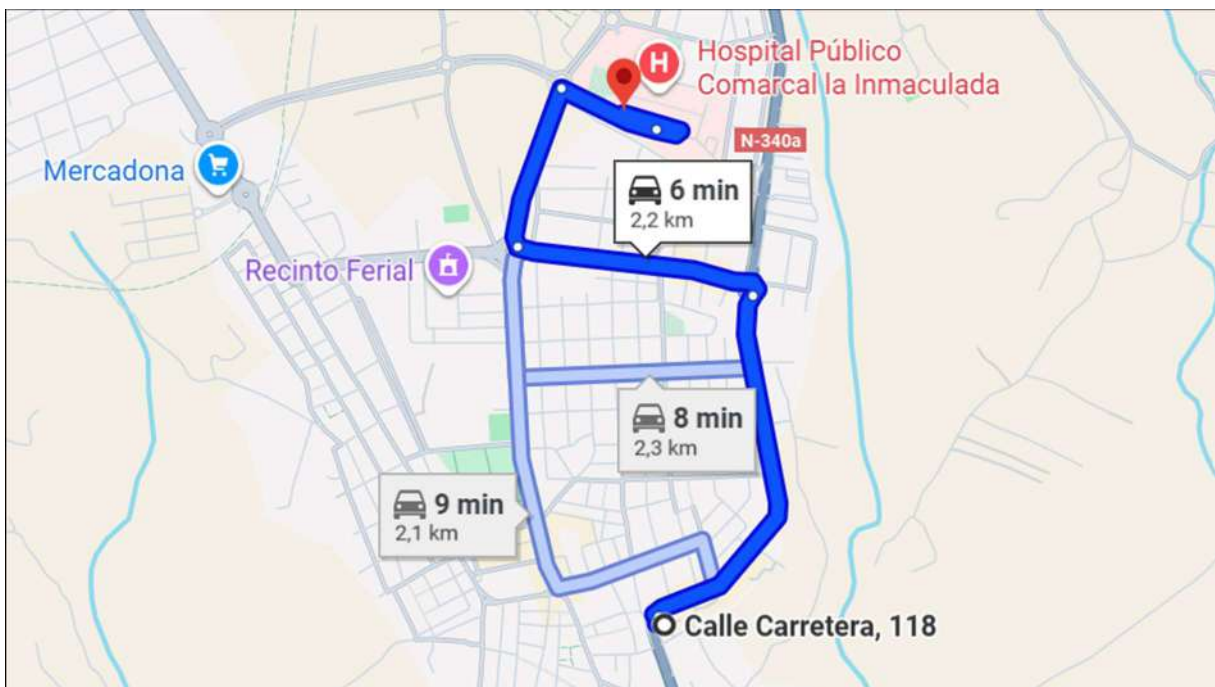 Hospital Público
Comarcal la Inmaculada
H
N-340a
Mercadona
6 min
2,2 km
Recinto Ferial
8 min
2,3 km
9 min
2,1 km
Calle Carretera, 118